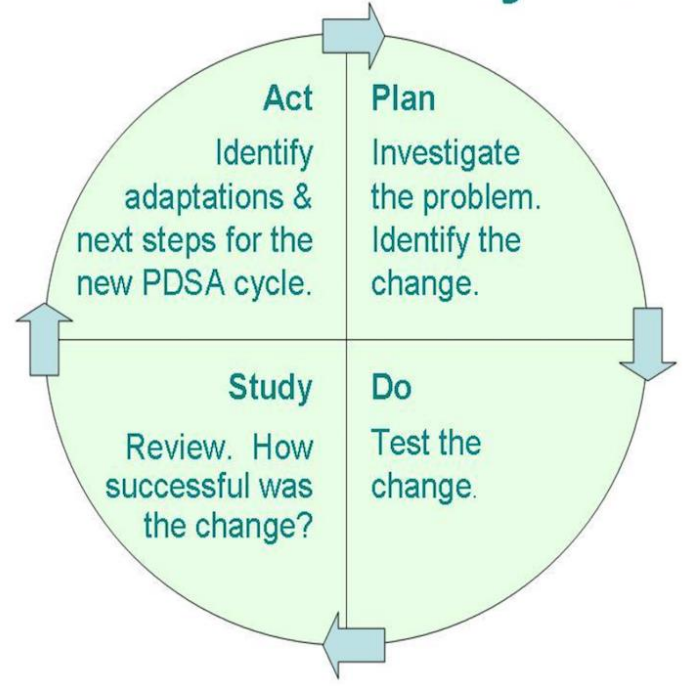 Act
Identify
adaptations &
next steps for the
new PDSA cycle.
Plan
Investigate
the problem.
Identify the
change.
Study
Review. How
successful was
the change?
Do
Test the
change.